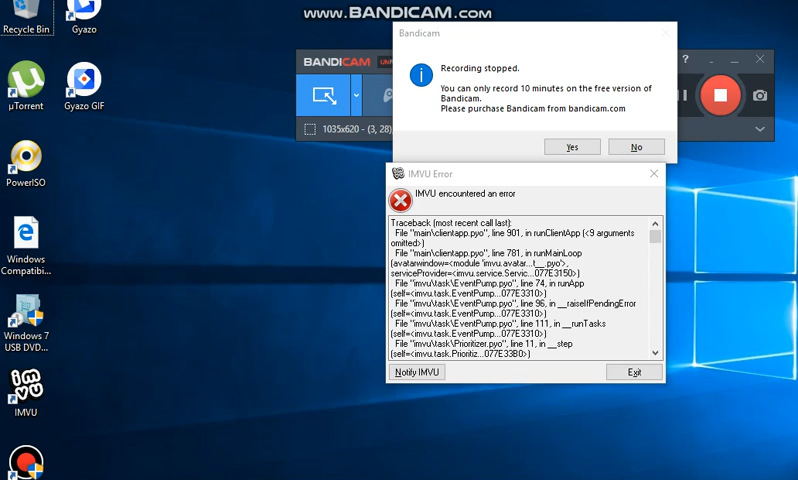 www.BANDICAM.com
Recycle Bin
Gyazo
µTorrent
Gyazo GIF
PowerISO
Windows
Compatibi...
Windows 7
USB DVD...
IMVU
BANDICAM
1035x620 - (3, 28)
Bandicam
Recording stopped.
You can only record 10 minutes on the free version of
Bandicam.
Please purchase Bandicam from bandicam.com
Yes
No
IMVU Error
IMVU encountered an error
Traceback (most recent call last):
File "main\clientapp.pyo", line 901, in runClientApp (<9 arguments
omitted>)
File "main\clientapp.pyo", line 781, in runMainLoop
(avatarwindow=<module 'imvu.avatar...t__.pyo'>,
serviceProvider=<imvu.service.Servic...077E3150>)
File "imvu\task\EventPump.pyo", line 74, in runApp
(self=<imvu.task.EventPump...077E3310>)
File "imvu\task\EventPump.pyo", line 96, in __raiseIfPendingError
(self=<imvu.task.EventPump...077E3310>)
File "imvu\task\EventPump.pyo", line 111, in __runTasks
(self=<imvu.task.EventPump...077E3310>)
File "imvu\task\Prioritizer.pyo", line 11, in __step
(self=<imvu.task.Prioritiz...077E33B0>)
Notify IMVU
Exit